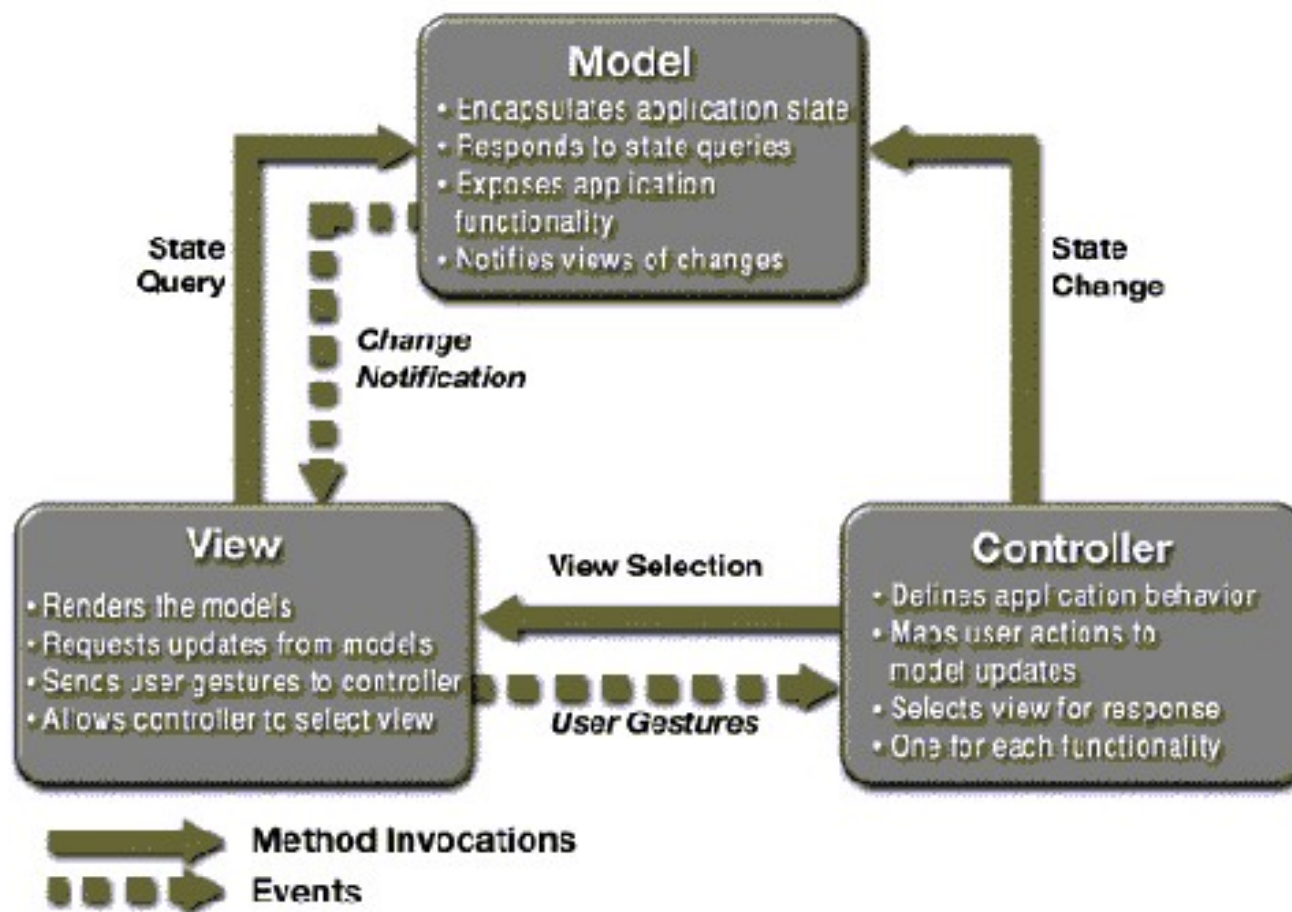 Model
• Encapsulates application state
• Responds to state queries
• Exposes application
functionality
• Notifies views of changes
State
Query
Change
Notification
State
Change
View
• Renders the models
• Requests updates from models
• Sends user gestures to controller
• Allows controller to select view
View Selection
User Gestures
Controller
• Defines application behavior
• Maps user actions to
model updates
• Selects view for response
• One for each functionality
Method Invocations
Events